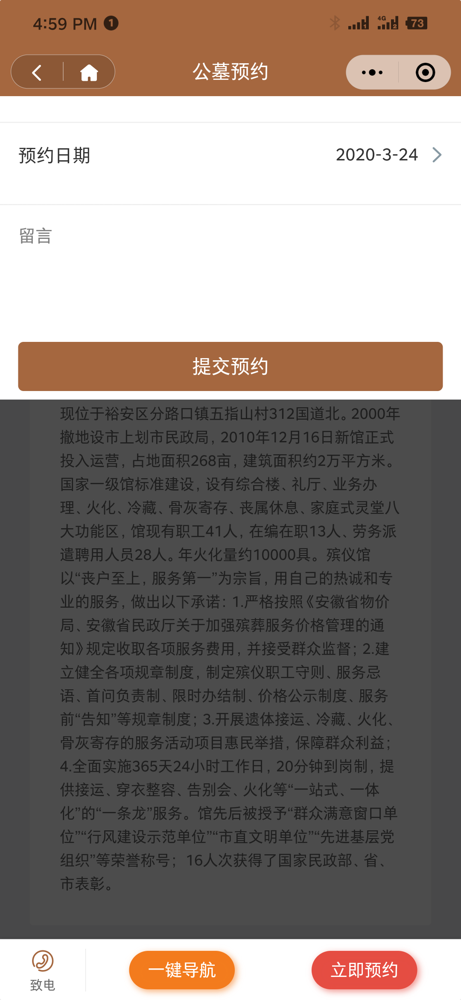 4:59 PM 1
1 4G 2 73
公墓预约
预约日期 2020-3-24
留言
提交预约
现位于裕安区分路口镇五指山村312国道北。2000年
撤地设市上划市民政局，2010年12月16日新馆正式
投入运营，占地面积268亩，建筑面积约2万平方米。
国家一级馆标准建设，设有综合楼、礼厅、业务办
理、火化、冷藏、骨灰寄存、丧属休息、家庭式灵堂八
大功能区，馆现有职工41人，在编在职13人、劳务派
遣聘用人员28人。年火化量约10000具。殡仪馆
以“丧户至上，服务第一”为宗旨，用自己的热诚和专
业的服务，做出以下承诺：1.严格按照《安徽省物价
局、安徽省民政厅关于加强殡葬服务价格管理的通
知》规定收取各项服务费用，并接受群众监督；2.建
立健全各项规章制度，制定殡仪职工守则、服务忌
语、首问负责制、限时办结制、价格公示制度、服务
前“告知”等规章制度；3.开展遗体接运、冷藏、火化、
骨灰寄存的服务活动项目惠民举措，保障群众利益；
4.全面实施365天24小时工作日，20分钟到岗制，提
供接运、穿衣整容、告别会、火化等“一站式、一体
化”的“一条龙”服务。馆先后被授予“群众满意窗口单
位”“行风建设示范单位”“市直文明单位”“先进基层党
组织”等荣誉称号； 16人次获得了国家民政部、省、
市表彰。
致电
一键导航
立即预约